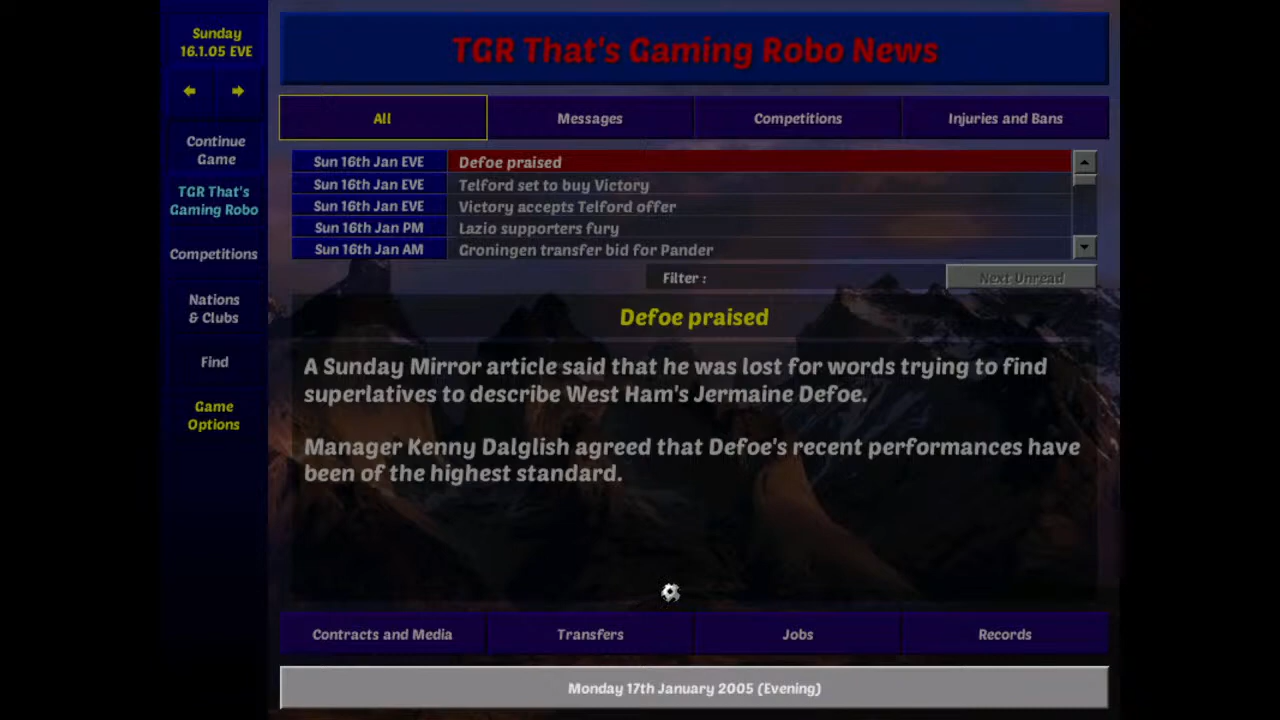 Sunday
16.1.05 EVE
Continue
Game
TGR That's
Gaming Robo
Competitions
Nations
& Clubs
Find
Game
Options
TGR That's Gaming Robo News
All Messages Competitions Injuries and Bans
Sun 16th Jan EVE Defoe praised
Sun 16th Jan EVE Telford set to buy Victory
Sun 16th Jan EVE Victory accepts Telford offer
Sun 16th Jan PM Lazio supporters fury
Sun 16th Jan AM Groningen transfer bid for Pander
Filter : Next Unread
Defoe praised
A Sunday Mirror article said that he was lost for words trying to find
superlatives to describe West Ham's Jermaine Defoe.
Manager Kenny Dalglish agreed that Defoe's recent performances have
been of the highest standard.
Contracts and Media Transfers Jobs Records
Monday 17th January 2005 (Evening)